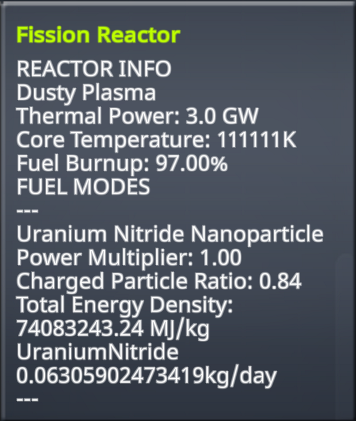 Fission Reactor
REACTOR INFO
Dusty Plasma
Thermal Power: 3.0 GW
Core Temperature: 111111K
Fuel Burnup: 97.00%
FUEL MODES
---
Uranium Nitride Nanoparticle
Power Multiplier: 1.00
Charged Particle Ratio: 0.84
Total Energy Density:
74083243.24 MJ/kg
UraniumNitride
0.06305902473419kg/day
---